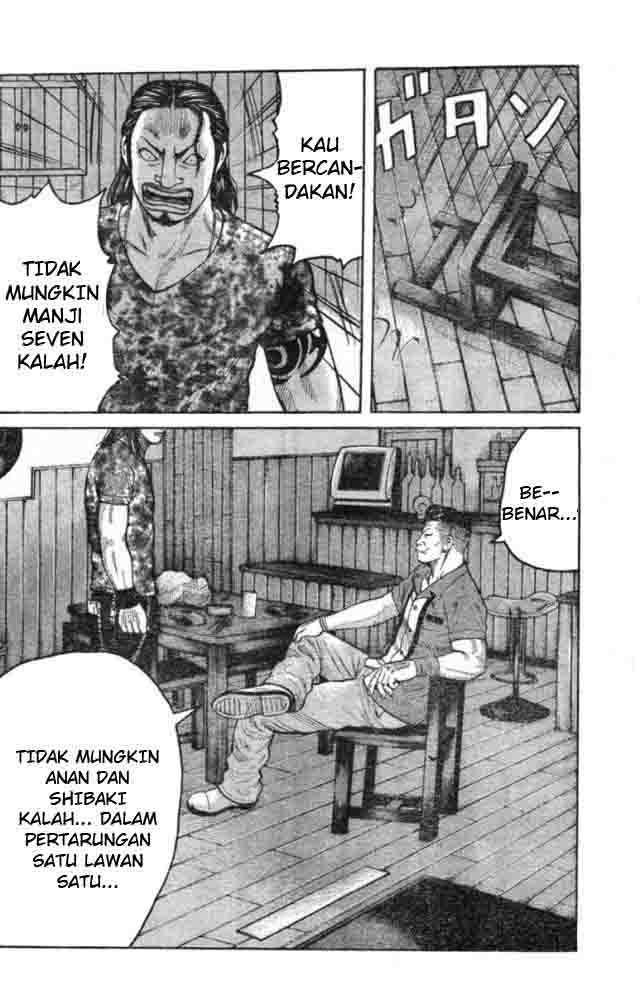 ガタン
KAU
BERCAN-
DAKAN!
TIDAK
MUNGKIN
MANJI
SEVEN
KALAH!
BE--
BENAR...
TIDAK MUNGKIN
ANAN DAN
SHIBAKI
KALAH... DALAM
PERTARUNGAN
SATU LAWAN
SATU...